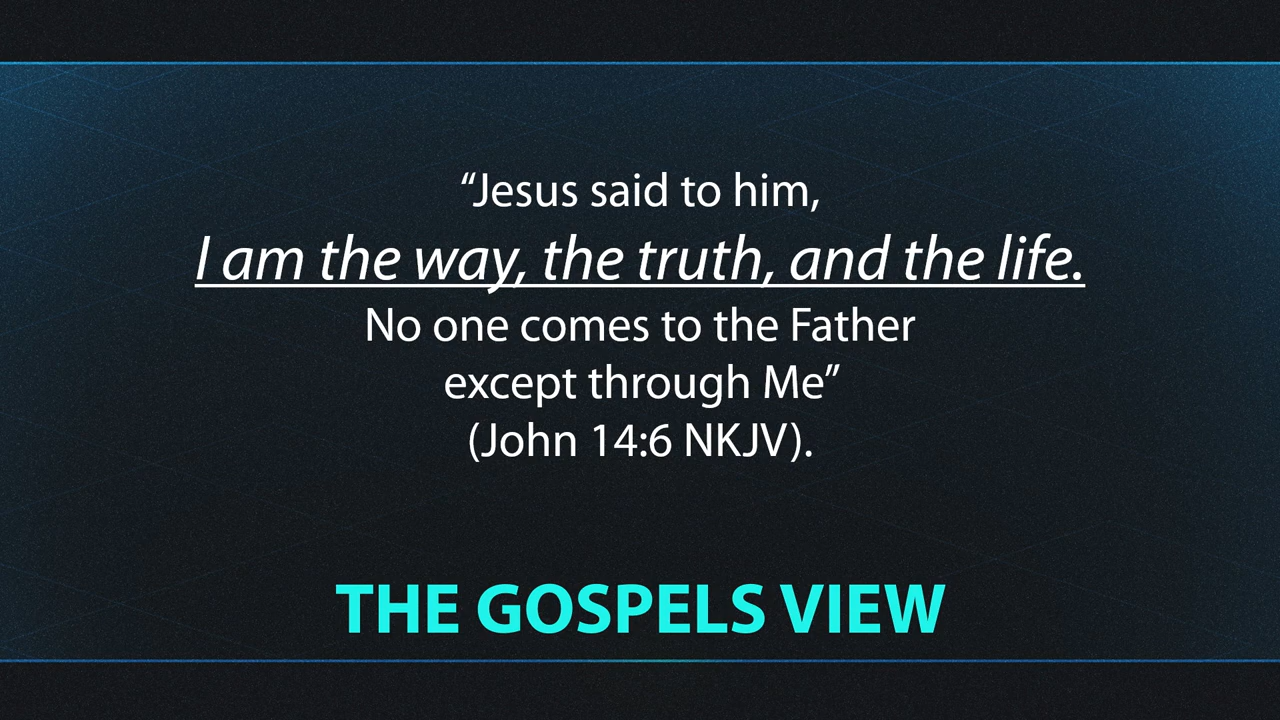 “Jesus said to him,
I am the way, the truth, and the life.
No one comes to the Father
except through Me”
(John 14:6 NKJV).
THE GOSPELS VIEW